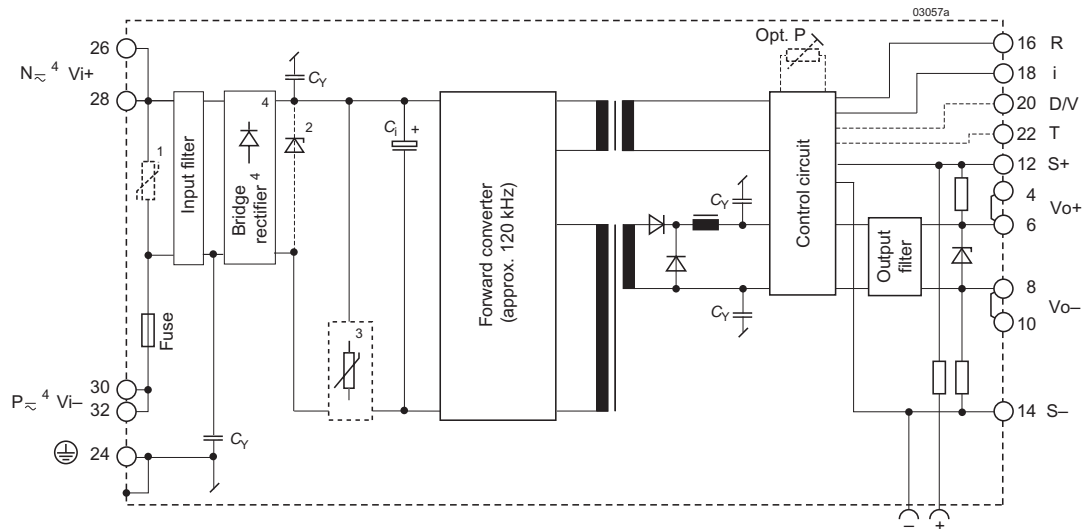 03057a
Opt. P
26
N≂ 4 Vi+
28
CY
4
2
1
Input filter
Bridge
rectifier 4
Ci +
Forward converter
(approx. 120 kHz)
Control circuit
CY
CY
Output
filter
3
Fuse
30
P≂ 4 Vi–
32
24
CY
16 R
18 i
20 D/V
22 T
12 S+
4
Vo+
6
8
Vo–
10
14 S–
– +